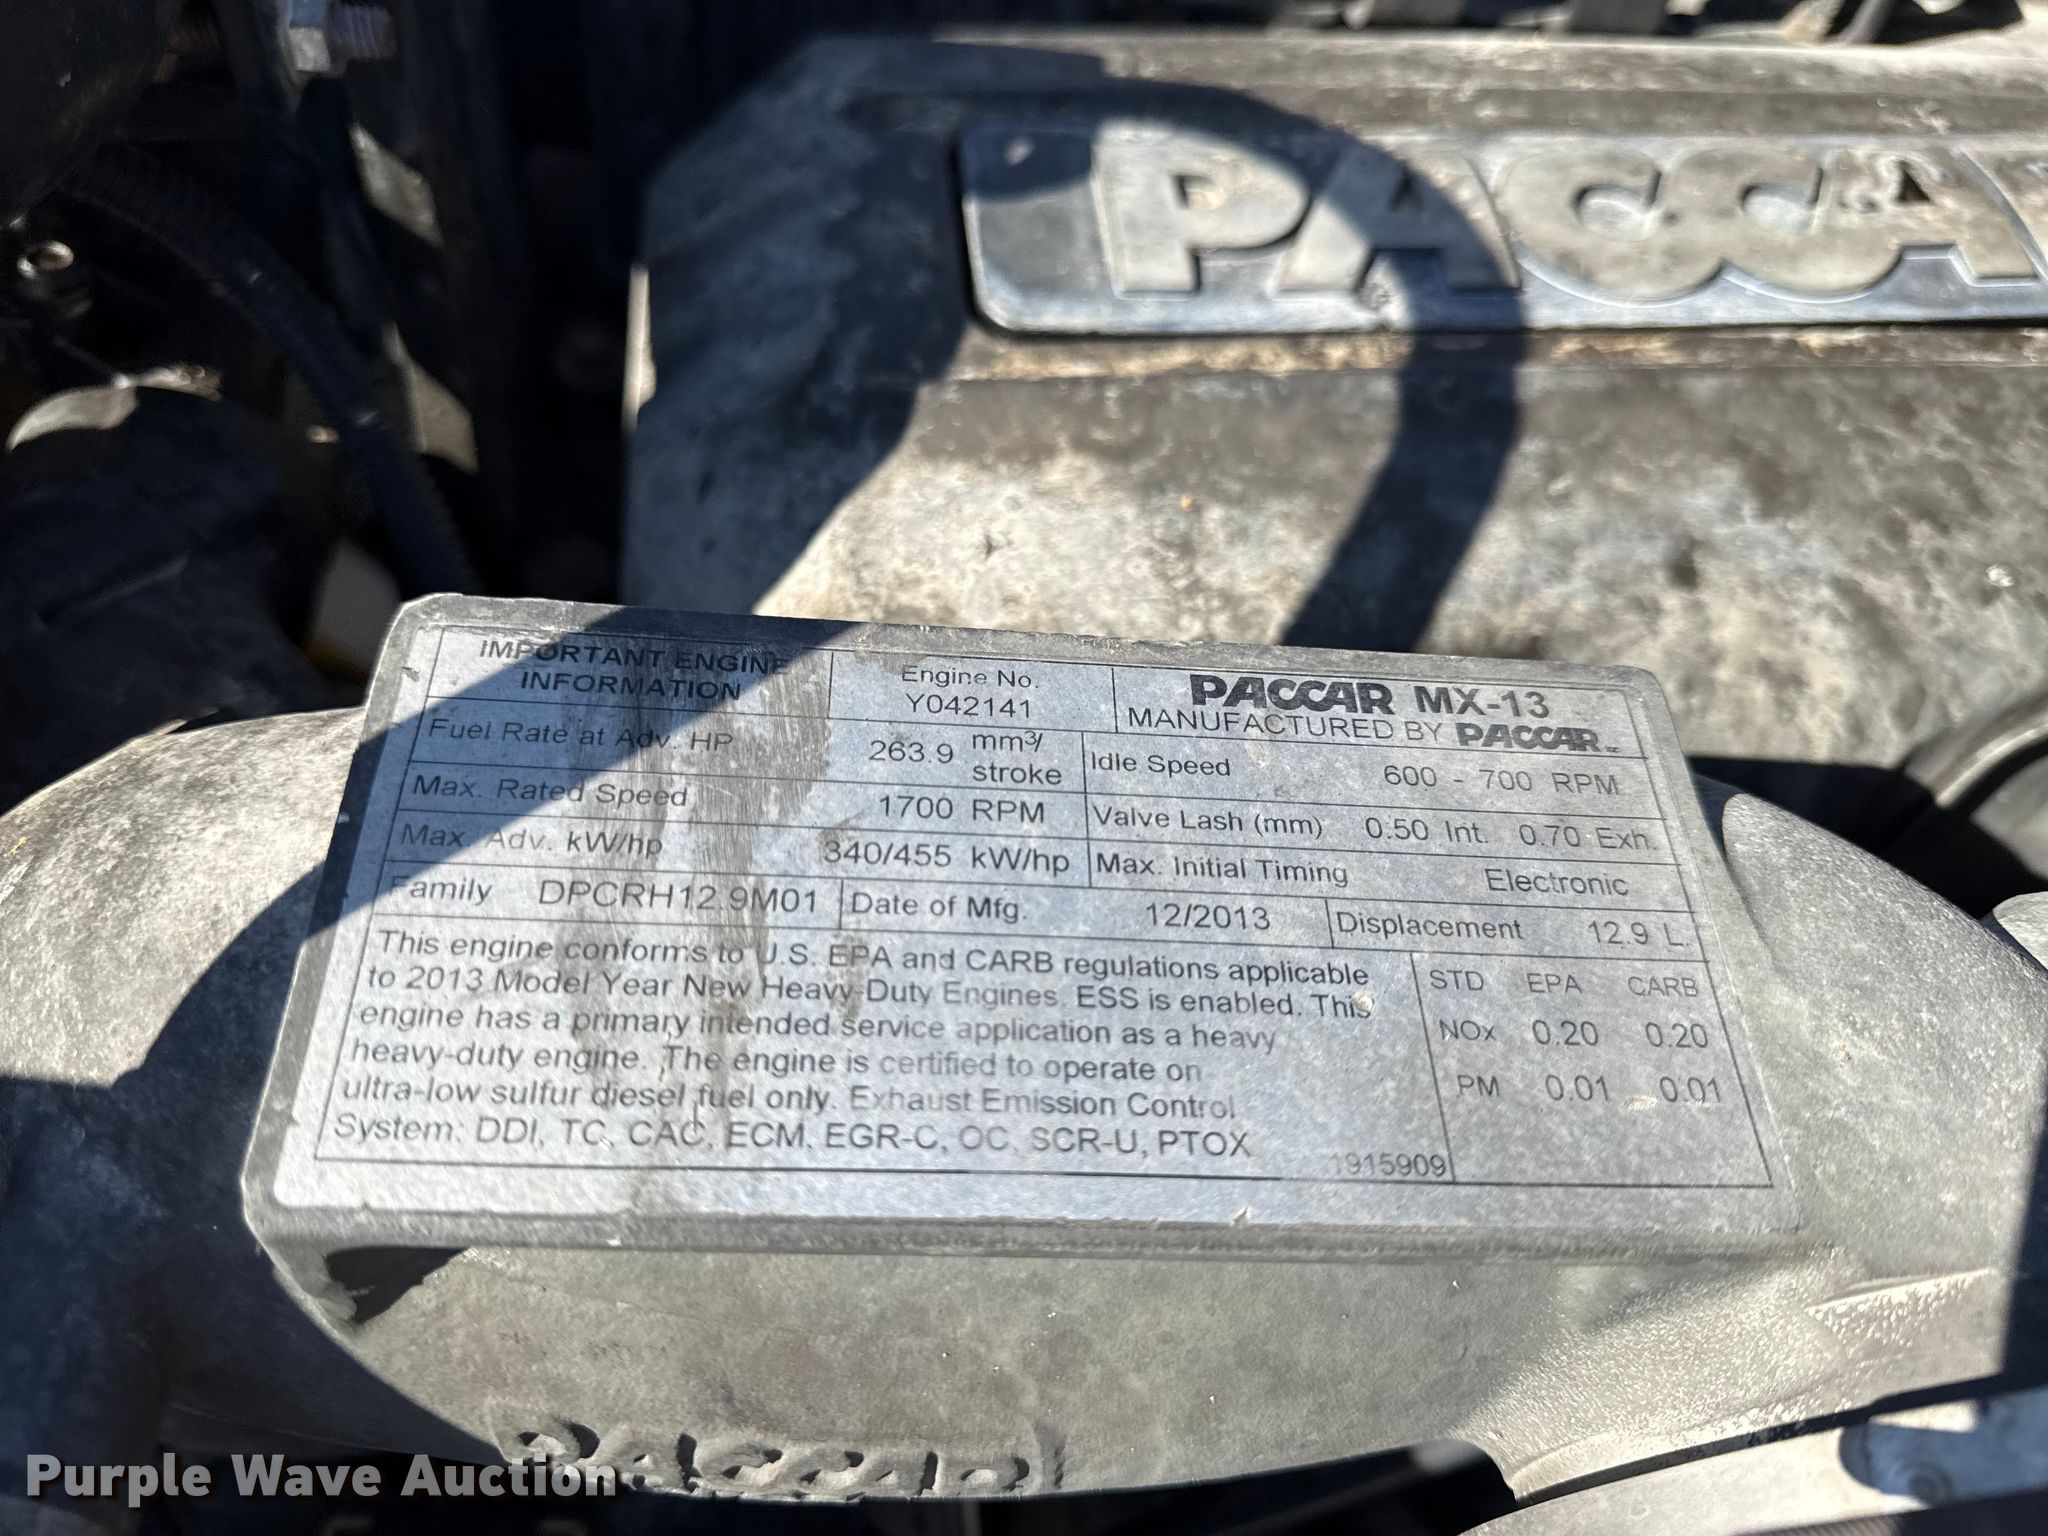 PACCA
IMPORTANT ENGINE
INFORMATION
Engine No.
Y042141
PACCAR MX-13
MANUFACTURED BY PACCAR
Fuel Rate at Adv. HP 263.9 mm³/
stroke
Idle Speed 600 - 700 RPM
Max. Rated Speed 1700 RPM
Valve Lash (mm) 0.50 Int. 0.70 Exh.
Max. Adv. kW/hp 340/455 kW/hp
Max. Initial Timing Electronic
Family DPCRH12.9M01
Date of Mfg. 12/2013
Displacement 12.9 L.
This engine conforms to U.S. EPA and CARB regulations applicable
to 2013 Model Year New Heavy-Duty Engines. ESS is enabled. This
engine has a primary intended service application as a heavy
heavy-duty engine. The engine is certified to operate on
ultra-low sulfur diesel fuel only. Exhaust Emission Control
System: DDI, TC, CAC, ECM, EGR-C, OC, SCR-U, PTOX
STD EPA CARB
NOx 0.20 0.20
PM 0.01 0.01
1915909
PACCAR
Purple Wave Auction